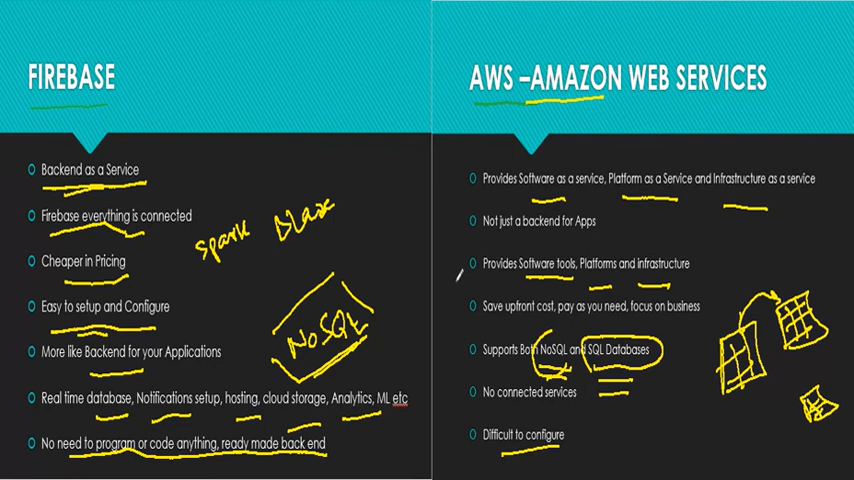 FIREBASE
Backend as a Service
Firebase everything is connected
Cheaper in Pricing
Easy to setup and Configure
More like Backend for your Applications
Real time database, Notifications setup, hosting, cloud storage, Analytics, ML etc
No need to program or code anything, ready made back end
Spark Blaze
NoSQL
AWS –AMAZON WEB SERVICES
Provides Software as a service, Platform as a Service and Infrastructure as a service
Not just a backend for Apps
Provides Software tools, Platforms and infrastructure
Save upfront cost, pay as you need, focus on business
Supports Both NoSQL and SQL Databases
No connected services
Difficult to configure